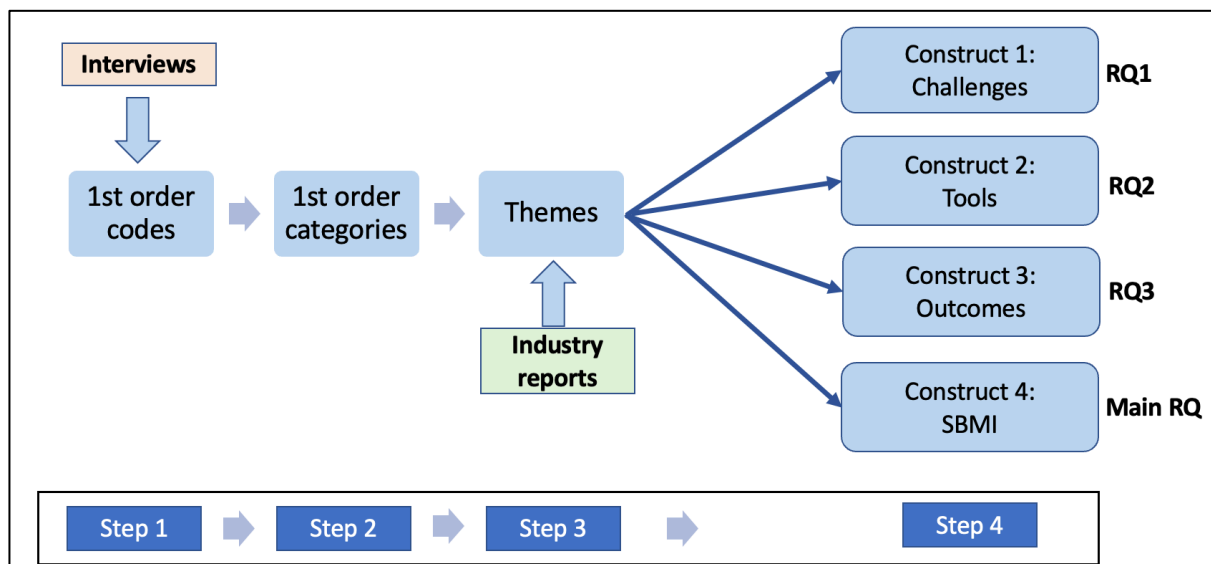 Interviews
1st order
codes
1st order
categories
Themes
Industry
reports
Construct 1:
Challenges
RQ1
Construct 2:
Tools
RQ2
Construct 3:
Outcomes
RQ3
Construct 4:
SBMI
Main RQ
Step 1
Step 2
Step 3
Step 4